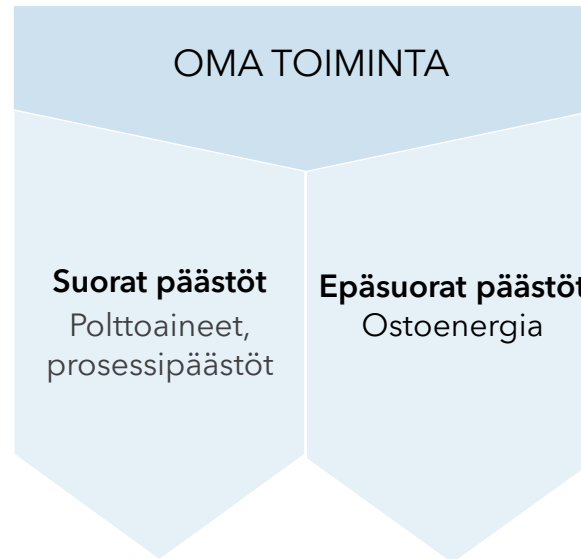 OMA TOIMINTA
Suorat päästöt
Polttoaineet,
prosessipäästöt
Epäsuorat päästöt
Ostoenergia